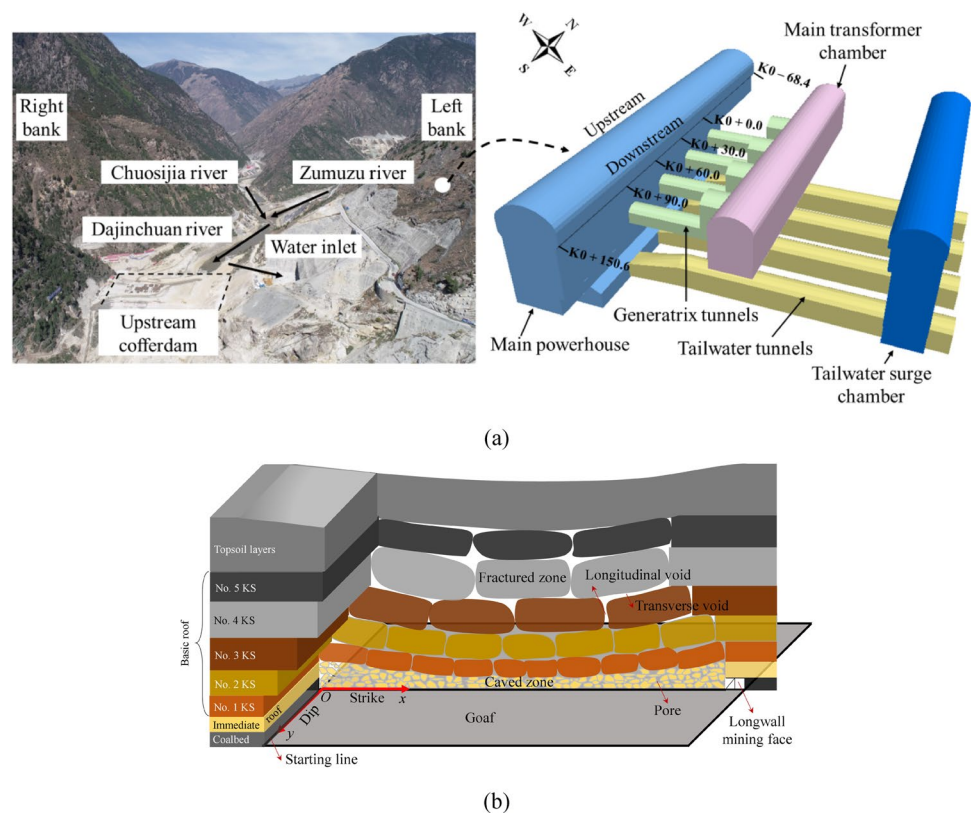 Right
bank
Left
bank
Chuosijia river
Zumuzu river
Dajinchuan river
Water inlet
Upstream
cofferdam
W
N
S
E
Main transformer
chamber
Upstream
Downstream
K0 − 68.4
K0 + 0.0
K0 + 30.0
K0 + 60.0
K0 + 90.0
K0 + 150.6
Generatrix tunnels
Main powerhouse
Tailwater tunnels
Tailwater surge
chamber
(a)
Topsoil layers
Basic roof
No. 5 KS
No. 4 KS
No. 3 KS
No. 2 KS
No. 1 KS
Immediate roof
Coalbed
Fractured zone
Longitudinal void
Transverse void
Caved zone
O
Strike
x
Dip
y
Goaf
Pore
Longwall
mining face
Starting line
(b)